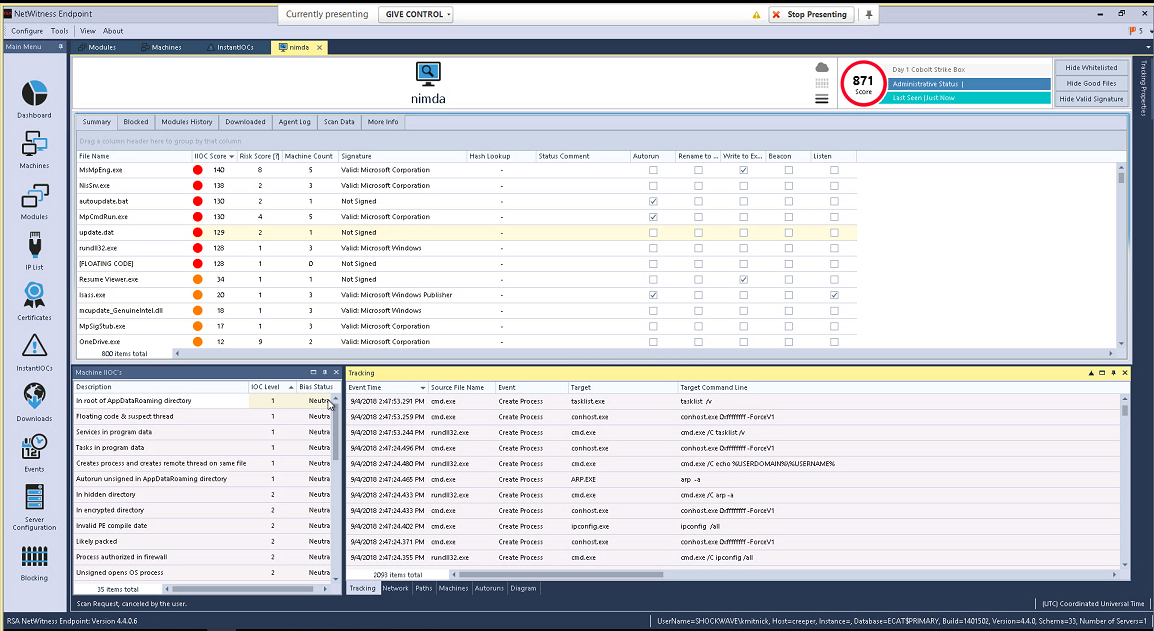 NetWitness Endpoint
Currently presenting GIVE CONTROL Stop Presenting
Configure Tools View About 5
Main Menu Modules Machines InstantIOCs nimda
Dashboard
Machines
Modules
IP List
Certificates
InstantIOCs
Downloads
Events
Server
Configuration
Blocking
nimda
871
Score
Day 1 Cobolt Strike Box
Administrative Status |
Last Seen |Just Now
Hide Whitelisted
Hide Good Files
Hide Valid Signature
Tracking Properties
Summary Blocked Modules History Downloaded Agent Log Scan Data More Info
Drag a column header here to group by that column
File Name IIOC Score Risk Score [?] Machine Count Signature Hash Lookup Status Comment Autorun Rename to ... Write to Ex... Beacon Listen
MsMpEng.exe 140 8 5 Valid: Microsoft Corporation -
NisSrv.exe 138 2 3 Valid: Microsoft Corporation -
autoupdate.bat 130 2 1 Not Signed -
MpCmdRun.exe 130 4 5 Valid: Microsoft Corporation -
update.dat 129 2 1 Not Signed -
rundll32.exe 128 1 3 Valid: Microsoft Windows -
[FLOATING CODE] 128 1 0 Not Signed -
Resume Viewer.exe 34 1 1 Not Signed -
lsass.exe 20 1 3 Valid: Microsoft Windows Publisher -
mcupdate_GenuineIntel.dll 18 1 3 Valid: Microsoft Windows -
MpSigStub.exe 17 1 3 Valid: Microsoft Corporation -
OneDrive.exe 12 9 2 Valid: Microsoft Corporation -
800 items total
Machine IIOC's
Description IOC Level Bias Status
In root of AppDataRoaming directory 1 Neutra
Floating code & suspect thread 1 Neutra
Services in program data 1 Neutra
Tasks in program data 1 Neutra
Creates process and creates remote thread on same file 1 Neutra
Autorun unsigned in AppDataRoaming directory 1 Neutra
In hidden directory 2 Neutra
In encrypted directory 2 Neutra
Invalid PE compile date 2 Neutra
Likely packed 2 Neutra
Process authorized in firewall 2 Neutra
Unsigned opens OS process 2 Neutra
35 items total
Tracking
Event Time Source File Name Event Target Target Command Line
9/4/2018 2:47:53.291 PM cmd.exe Create Process tasklist.exe tasklist /v
9/4/2018 2:47:53.259 PM cmd.exe Create Process conhost.exe conhost.exe 0xffffffff -ForceV1
9/4/2018 2:47:53.244 PM rundll32.exe Create Process cmd.exe cmd.exe /C tasklist /v
9/4/2018 2:47:24.496 PM cmd.exe Create Process conhost.exe conhost.exe 0xffffffff -ForceV1
9/4/2018 2:47:24.480 PM rundll32.exe Create Process cmd.exe cmd.exe /C echo %USERDOMAIN%\%USERNAME%
9/4/2018 2:47:24.465 PM cmd.exe Create Process ARP.EXE arp -a
9/4/2018 2:47:24.433 PM rundll32.exe Create Process cmd.exe cmd.exe /C arp -a
9/4/2018 2:47:24.433 PM cmd.exe Create Process conhost.exe conhost.exe 0xffffffff -ForceV1
9/4/2018 2:47:24.402 PM cmd.exe Create Process ipconfig.exe ipconfig /all
9/4/2018 2:47:24.371 PM cmd.exe Create Process conhost.exe conhost.exe 0xffffffff -ForceV1
9/4/2018 2:47:24.355 PM rundll32.exe Create Process cmd.exe cmd.exe /C ipconfig /all
2093 items total
Tracking Network Paths Machines Autoruns Diagram
Scan Request, canceled by the user. (UTC) Coordinated Universal Time
RSA NetWitness Endpoint: Version 4.4.0.6 UserName=SHOCKWAVE\kmitnick, Host=creeper, Instance=, Database=ECAT$PRIMARY, Build=1401502, Version=4.4.0, Schema=33, Number of Servers=1